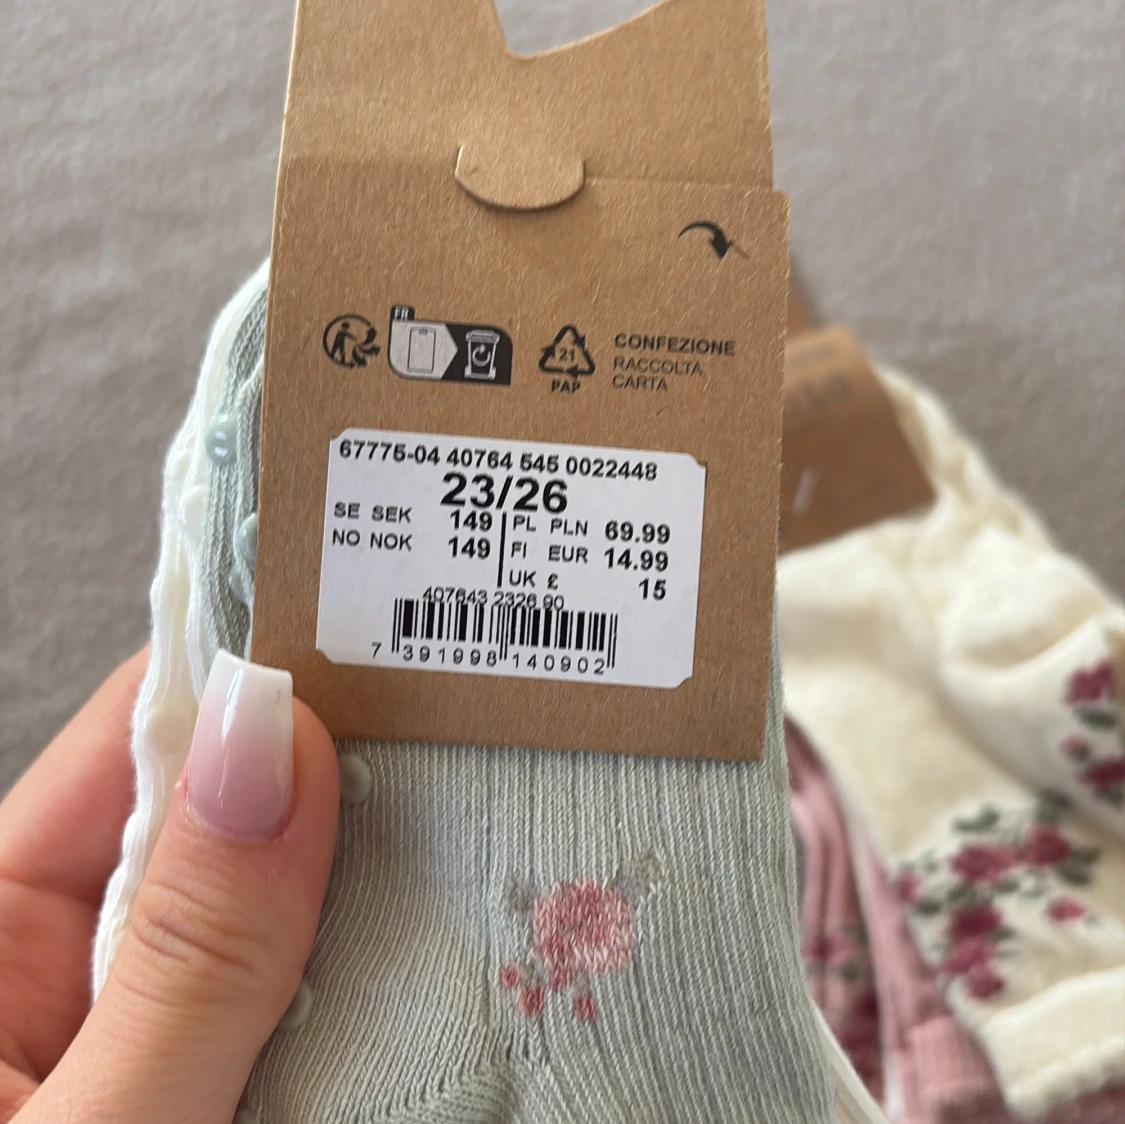 FR
21
PAP
CONFEZIONE
RACCOLTA
CARTA
67775-04 40764 545 0022448
23/26
SE SEK 149 PL PLN 69.99
NO NOK 149 FI EUR 14.99
UK £ 15
407643 2326 90
7 391998 140902